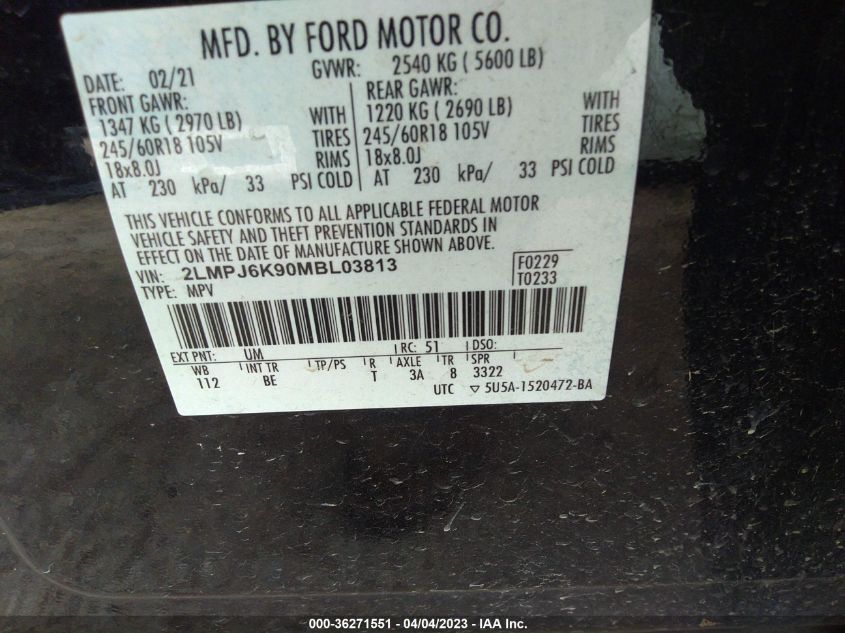 MFD. BY FORD MOTOR CO.
DATE: 02/21 GVWR: 2540 KG ( 5600 LB)
FRONT GAWR: REAR GAWR:
1347 KG ( 2970 LB) WITH 1220 KG ( 2690 LB) WITH
245/60R18 105V TIRES 245/60R18 105V TIRES
18x8.0J RIMS 18x8.0J RIMS
AT 230 kPa/ 33 PSI COLD AT 230 kPa/ 33 PSI COLD
THIS VEHICLE CONFORMS TO ALL APPLICABLE FEDERAL MOTOR
VEHICLE SAFETY AND THEFT PREVENTION STANDARDS IN
EFFECT ON THE DATE OF MANUFACTURE SHOWN ABOVE.
VIN: 2LMPJ6K90MBL03813 F0229
TYPE: MPV T0233
EXT PNT: UM RC: 51 DSO:
WB INT TR TP/PS R AXLE TR SPR
112 BE T 3A 8 3322
UTC ▽ 5U5A-1520472-BA
000-36271551 - 04/04/2023 - IAA Inc.